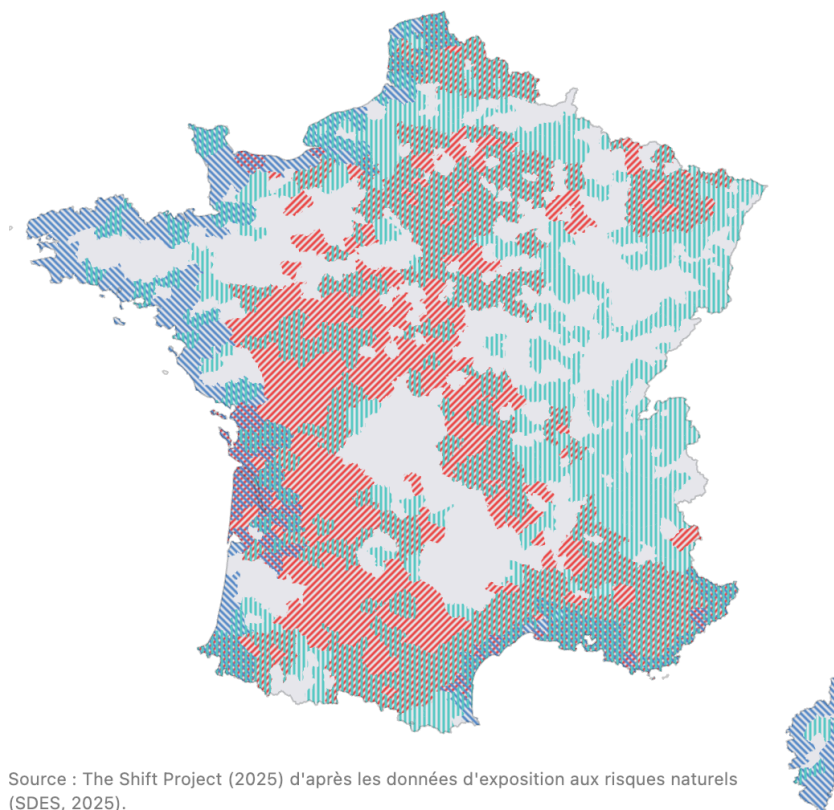 Source : The Shift Project (2025) d'après les données d'exposition aux risques naturels
(SDES, 2025).